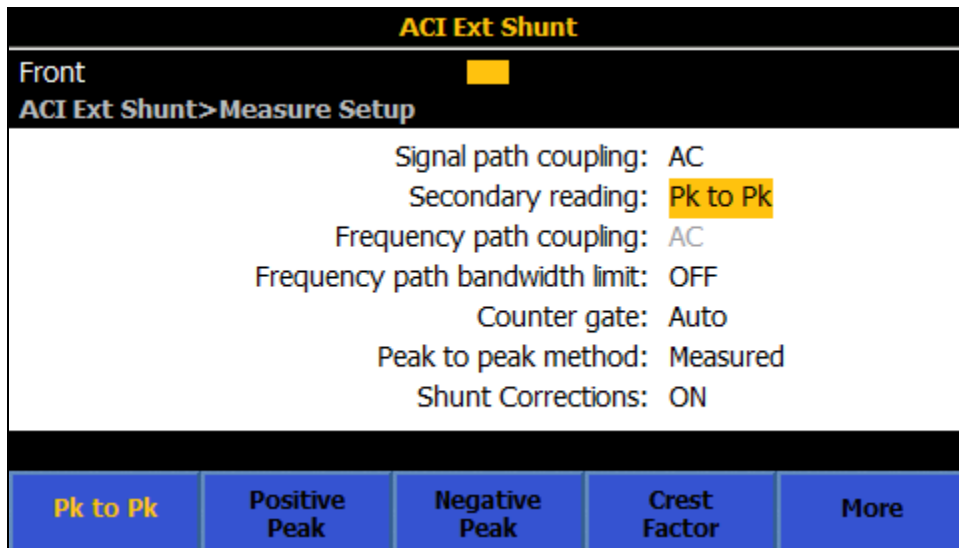 ACI Ext Shunt
Front
ACI Ext Shunt>Measure Setup
Signal path coupling: AC
Secondary reading: Pk to Pk
Frequency path coupling: AC
Frequency path bandwidth limit: OFF
Counter gate: Auto
Peak to peak method: Measured
Shunt Corrections: ON
Pk to Pk
Positive
Peak
Negative
Peak
Crest
Factor
More